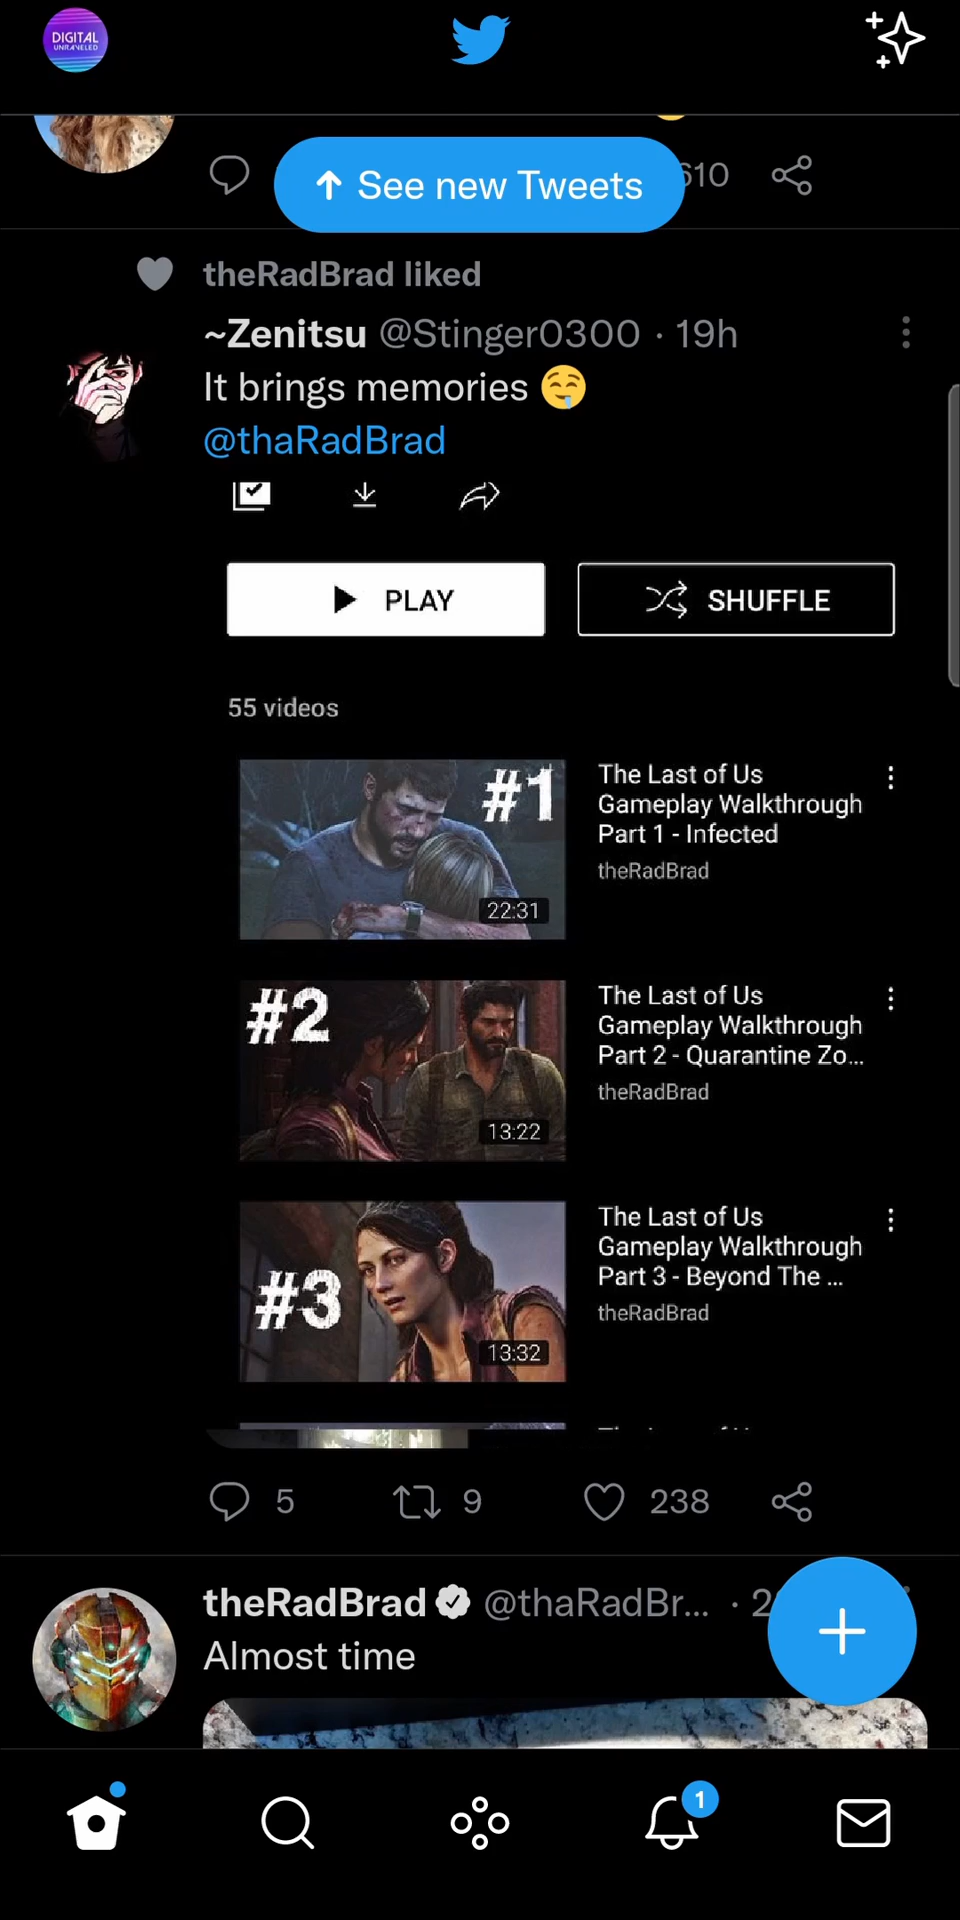 DIGITAL
UNRAVELED
See new Tweets
610
theRadBrad liked
~Zenitsu @Stinger0300 · 19h
It brings memories 🤤
@thaRadBrad
PLAY
SHUFFLE
55 videos
#1
22:31
The Last of Us
Gameplay Walkthrough
Part 1 - Infected
theRadBrad
#2
13:22
The Last of Us
Gameplay Walkthrough
Part 2 - Quarantine Zo...
theRadBrad
#3
13:32
The Last of Us
Gameplay Walkthrough
Part 3 - Beyond The ...
theRadBrad
5
9
238
theRadBrad @thaRadBr... ·
Almost time
1